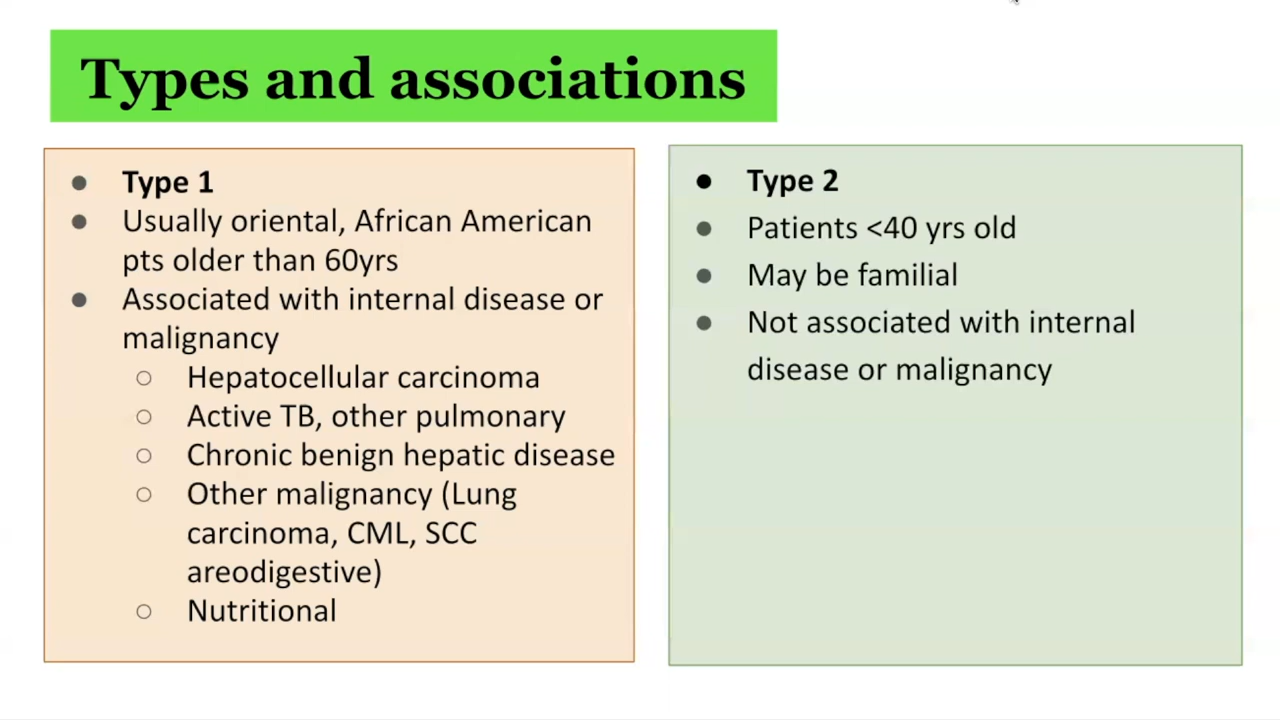 Types and associations
● Type 1
● Usually oriental, African American
pts older than 60yrs
● Associated with internal disease or
malignancy
○ Hepatocellular carcinoma
○ Active TB, other pulmonary
○ Chronic benign hepatic disease
○ Other malignancy (Lung
carcinoma, CML, SCC
areodigestive)
○ Nutritional
● Type 2
● Patients <40 yrs old
● May be familial
● Not associated with internal
disease or malignancy